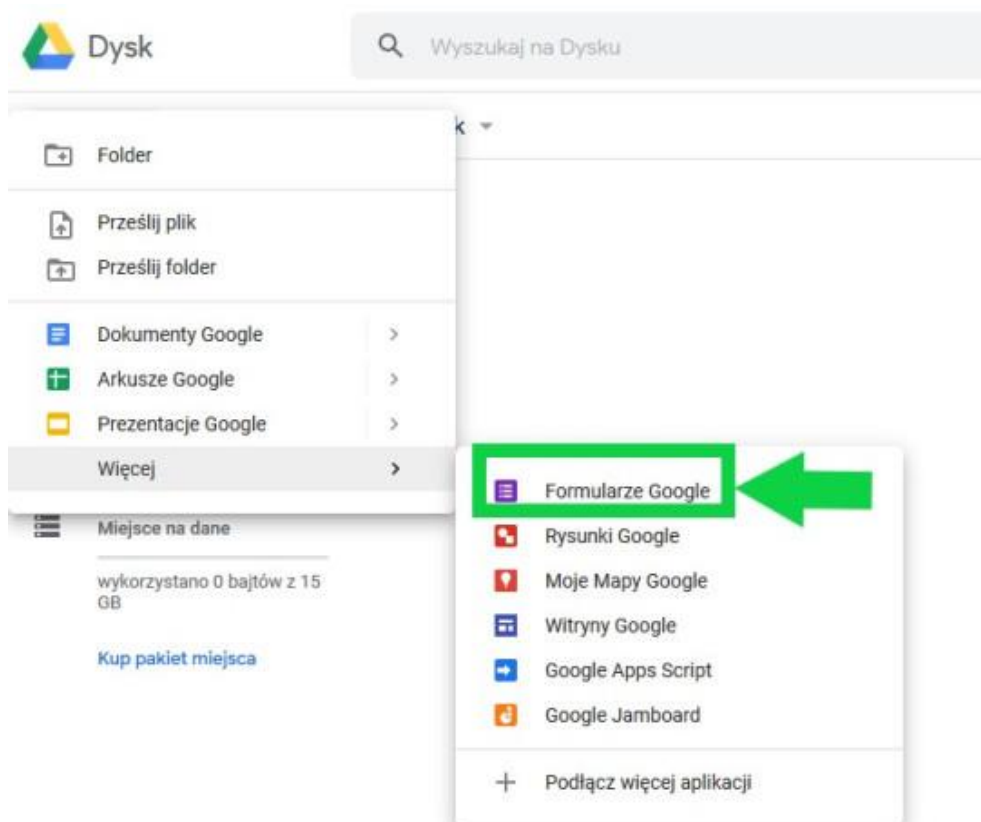 Dysk
Wyszukaj na Dysku
k
Folder
Prześlij plik
Prześlij folder
Dokumenty Google
Arkusze Google
Prezentacje Google
Więcej
Formularze Google
Rysunki Google
Moje Mapy Google
Witryny Google
Google Apps Script
Google Jamboard
Podłącz więcej aplikacji
Miejsce na dane
wykorzystano 0 bajtów z 15
GB
Kup pakiet miejsca